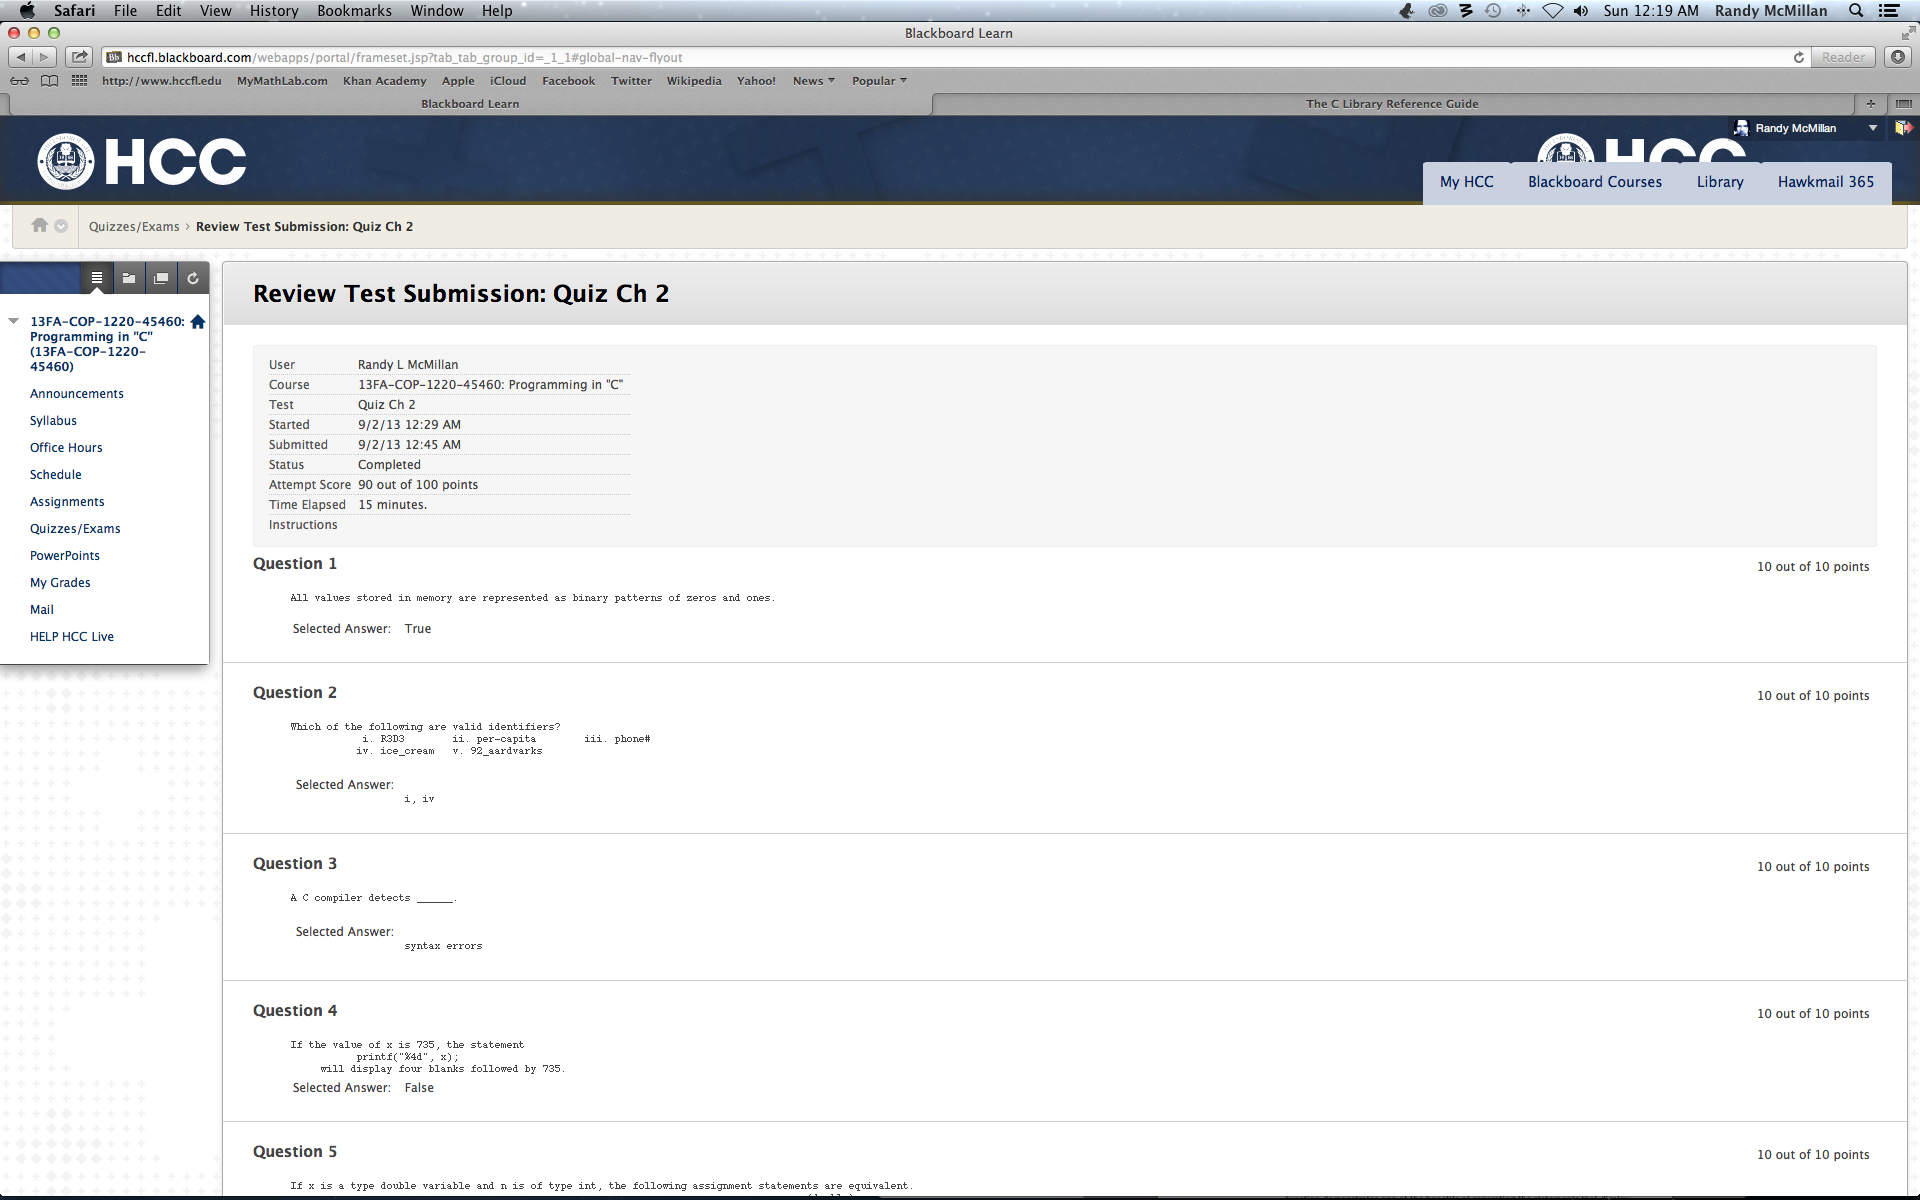 Safari File Edit View History Bookmarks Window Help Sun 12:19 AM Randy McMillan
Blackboard Learn
hccfl.blackboard.com/webapps/portal/frameset.jsp?tab_tab_group_id=_1_1#global-nav-flyout Reader
http://www.hccfl.edu MyMathLab.com Khan Academy Apple iCloud Facebook Twitter Wikipedia Yahoo! News Popular
Blackboard Learn The C Library Reference Guide
Randy McMillan
HCC HCC
My HCC Blackboard Courses Library Hawkmail 365
Quizzes/Exams > Review Test Submission: Quiz Ch 2
13FA-COP-1220-45460:
Programming in "C"
(13FA-COP-1220-
45460)
Announcements
Syllabus
Office Hours
Schedule
Assignments
Quizzes/Exams
PowerPoints
My Grades
Mail
HELP HCC Live
Review Test Submission: Quiz Ch 2
User Randy L McMillan
Course 13FA-COP-1220-45460: Programming in "C"
Test Quiz Ch 2
Started 9/2/13 12:29 AM
Submitted 9/2/13 12:45 AM
Status Completed
Attempt Score 90 out of 100 points
Time Elapsed 15 minutes.
Instructions
Question 1 10 out of 10 points
All values stored in memory are represented as binary patterns of zeros and ones.
Selected Answer: True
Question 2 10 out of 10 points
Which of the following are valid identifiers?
i. R3D3 ii. per-capita iii. phone#
iv. ice_cream v. 92_aardvarks
Selected Answer:
i, iv
Question 3 10 out of 10 points
A C compiler detects ______.
Selected Answer:
syntax errors
Question 4 10 out of 10 points
If the value of x is 735, the statement
printf("%4d", x);
will display four blanks followed by 735.
Selected Answer: False
Question 5 10 out of 10 points
If x is a type double variable and n is of type int, the following assignment statements are equivalent.